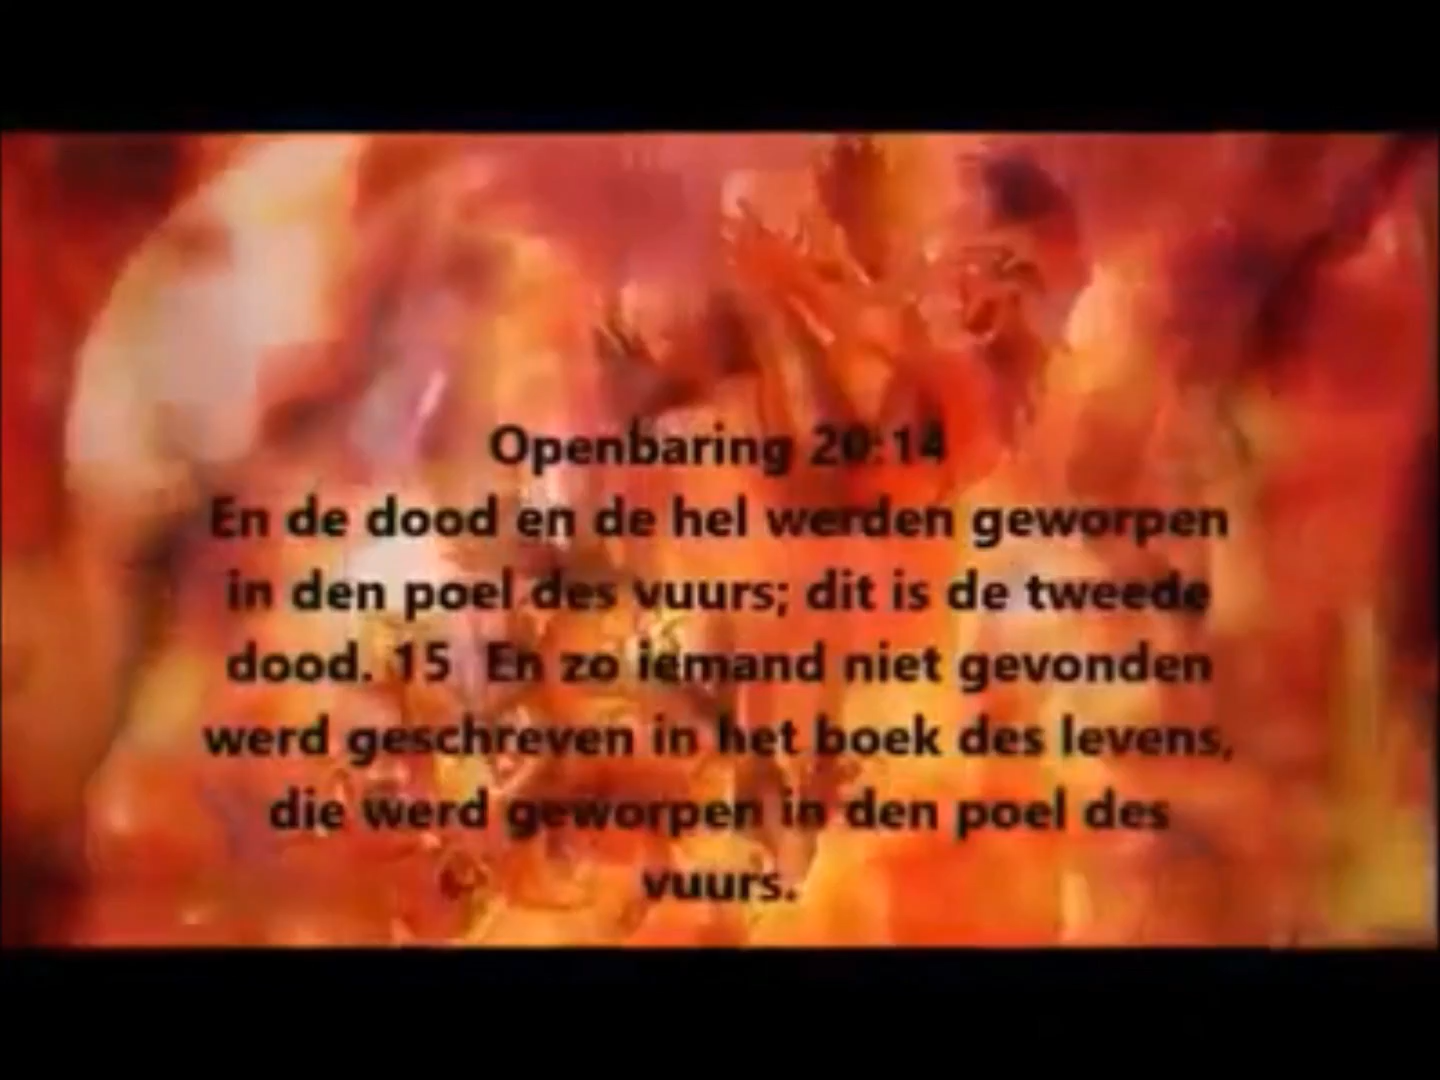 Openbaring 20:14
En de dood en de hel werden geworpen
in den poel des vuurs; dit is de tweede
dood. 15  En zo iemand niet gevonden
werd geschreven in het boek des levens,
die werd geworpen in den poel des
vuurs.